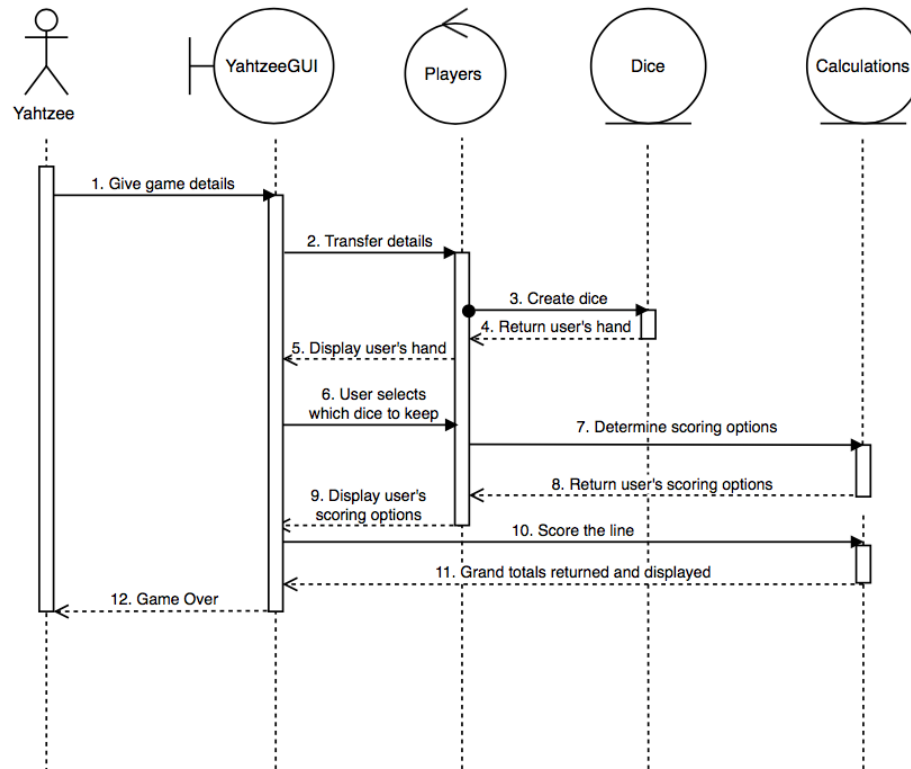 Yahtzee
YahtzeeGUI
Players
Dice
Calculations
1. Give game details
2. Transfer details
3. Create dice
4. Return user's hand
5. Display user's hand
6. User selects
which dice to keep
7. Determine scoring options
8. Return user's scoring options
9. Display user's
scoring options
10. Score the line
11. Grand totals returned and displayed
12. Game Over